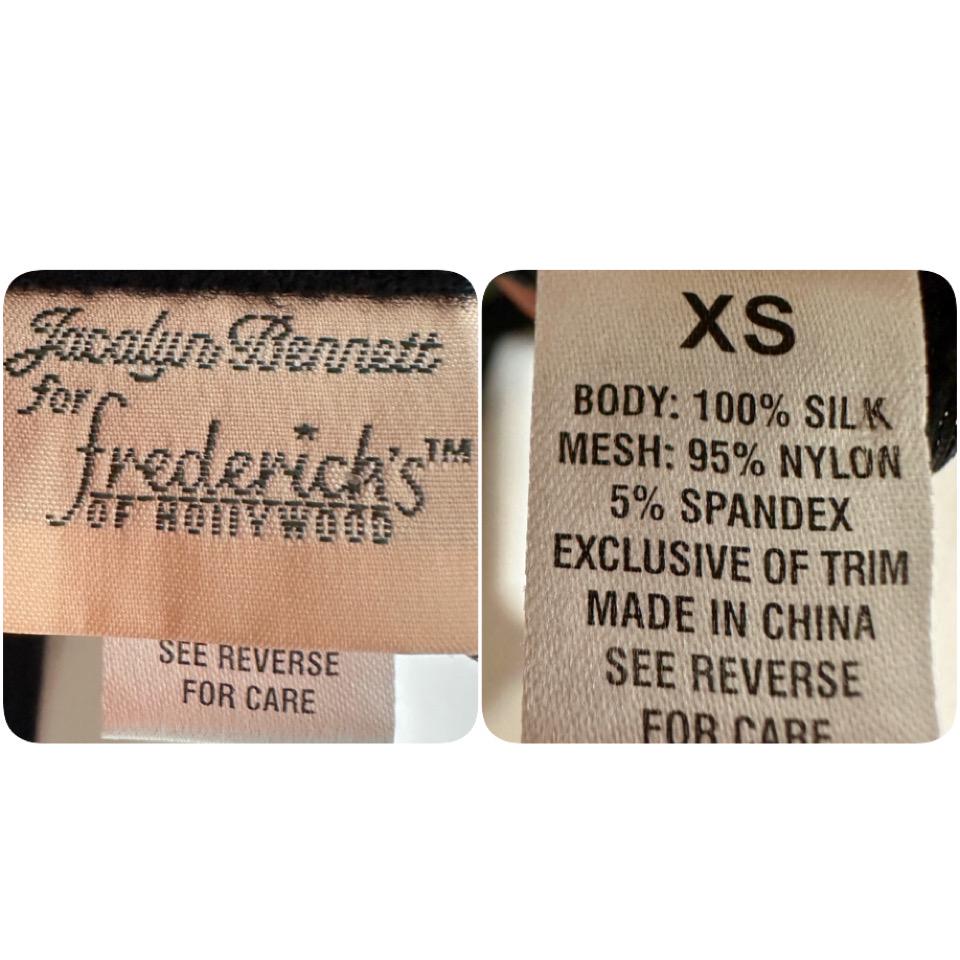 Jacalyn Bennett
for
frederick's™
OF HOLLYWOOD
SEE REVERSE
FOR CARE
XS
BODY: 100% SILK
MESH: 95% NYLON
5% SPANDEX
EXCLUSIVE OF TRIM
MADE IN CHINA
SEE REVERSE
FOR CARE